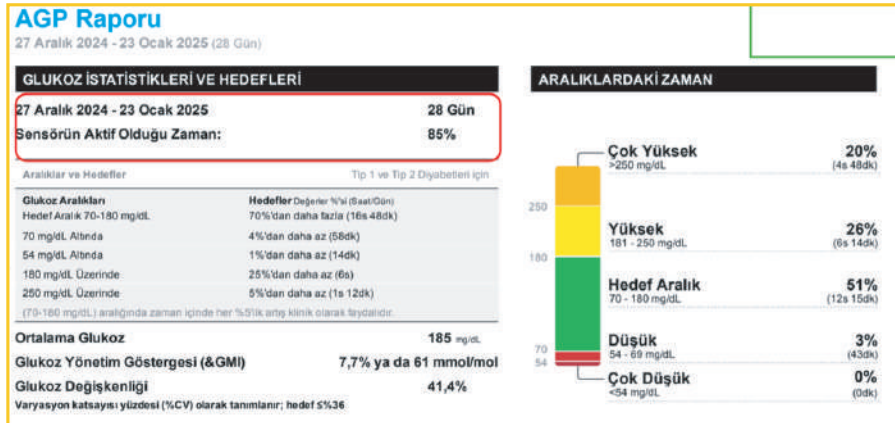 AGP Raporu
27 Aralık 2024 - 23 Ocak 2025 (28 Gün)
GLUKOZ İSTATİSTİKLERİ VE HEDEFLERİ
27 Aralık 2024 - 23 Ocak 2025 28 Gün
Sensörün Aktif Olduğu Zaman: 85%
Aralıklar ve Hedefler Tip 1 ve Tip 2 Diyabetleri için
Glukoz Aralıkları Hedefler Değerler %'si (Saat/Gün)
Hedef Aralık 70-180 mg/dL 70%'dan daha fazla (16s 48dk)
70 mg/dL Altında 4%'dan daha az (58dk)
54 mg/dL Altında 1%'dan daha az (14dk)
180 mg/dL Üzerinde 25%'dan daha az (6s)
250 mg/dL Üzerinde 5%'dan daha az (1s 12dk)
(70-180 mg/dL) aralığında zaman içinde her %5'lik artış klinik olarak faydalıdır.
Ortalama Glukoz 185 mg/dL
Glukoz Yönetim Göstergesi (&GMI) 7,7% ya da 61 mmol/mol
Glukoz Değişkenliği 41,4%
Varyasyon katsayısı yüzdesi (%CV) olarak tanımlanır; hedef ≤%36
ARALIKLARDAKİ ZAMAN
Çok Yüksek 20%
>250 mg/dL (4s 48dk)
250
Yüksek 26%
181 - 250 mg/dL (6s 14dk)
180
Hedef Aralık 51%
70 - 180 mg/dL (12s 15dk)
70
Düşük 3%
54 - 69 mg/dL (43dk)
54
Çok Düşük 0%
<54 mg/dL (0dk)